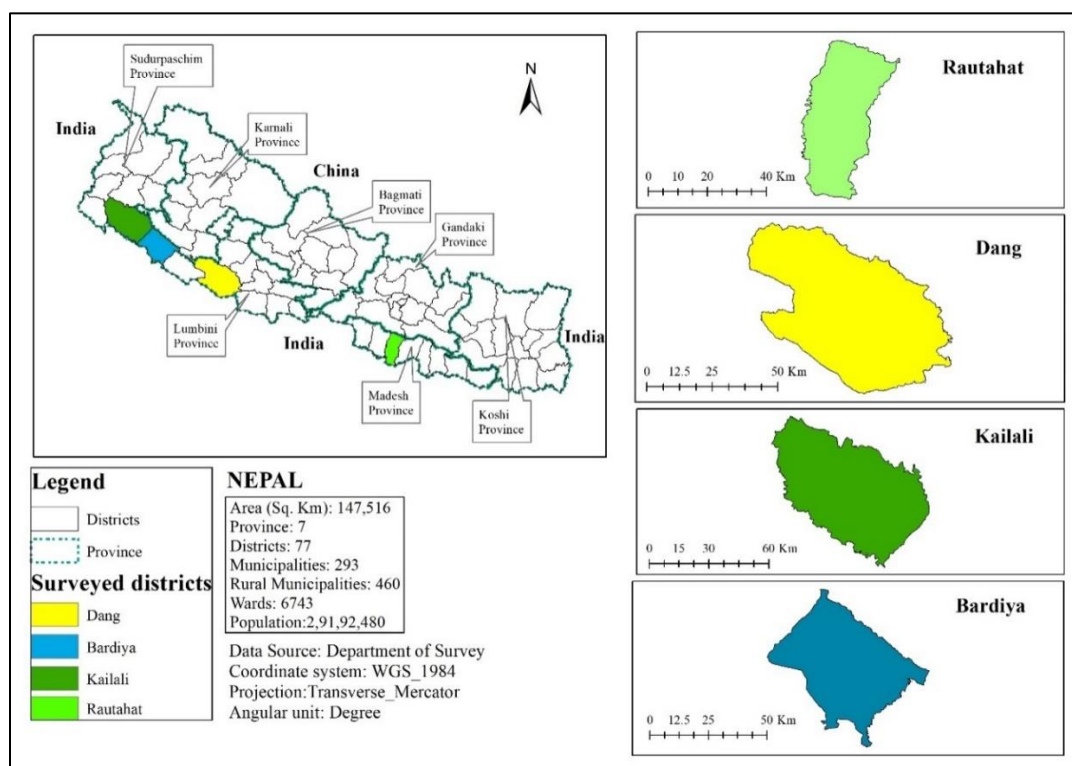 Sudurpaschim
Province
N
India
Karnali
Province
China
Bagmati
Province
Gandaki
Province
Lumbini
Province
India
India
Madesh
Province
Koshi
Province
Legend
Districts
Province
Surveyed districts
Dang
Bardiya
Kailali
Rautahat
NEPAL
Area (Sq. Km): 147,516
Province: 7
Districts: 77
Municipalities: 293
Rural Municipalities: 460
Wards: 6743
Population:2,91,92,480
Data Source: Department of Survey
Coordinate system: WGS_1984
Projection:Transverse_Mercator
Angular unit: Degree
Rautahat
0 10 20 40 Km
Dang
0 12.5 25 50 Km
Kailali
0 15 30 60 Km
Bardiya
0 12.5 25 50 Km